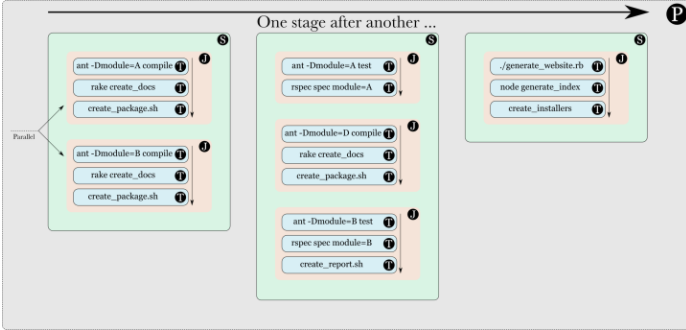 One stage after another ...
P
S
ant -Dmodule=A compile T
J
rake create_docs T
create_package.sh T
Parallel
ant -Dmodule=B compile T
J
rake create_docs T
create_package.sh T
S
ant -Dmodule=A test T
J
rspec spec module=A T
ant -Dmodule=D compile T
J
rake create_docs T
create_package.sh T
ant -Dmodule=B test T
J
rspec spec module=B T
create_report.sh T
S
./generate_website.rb T
J
node generate_index T
create_installers T